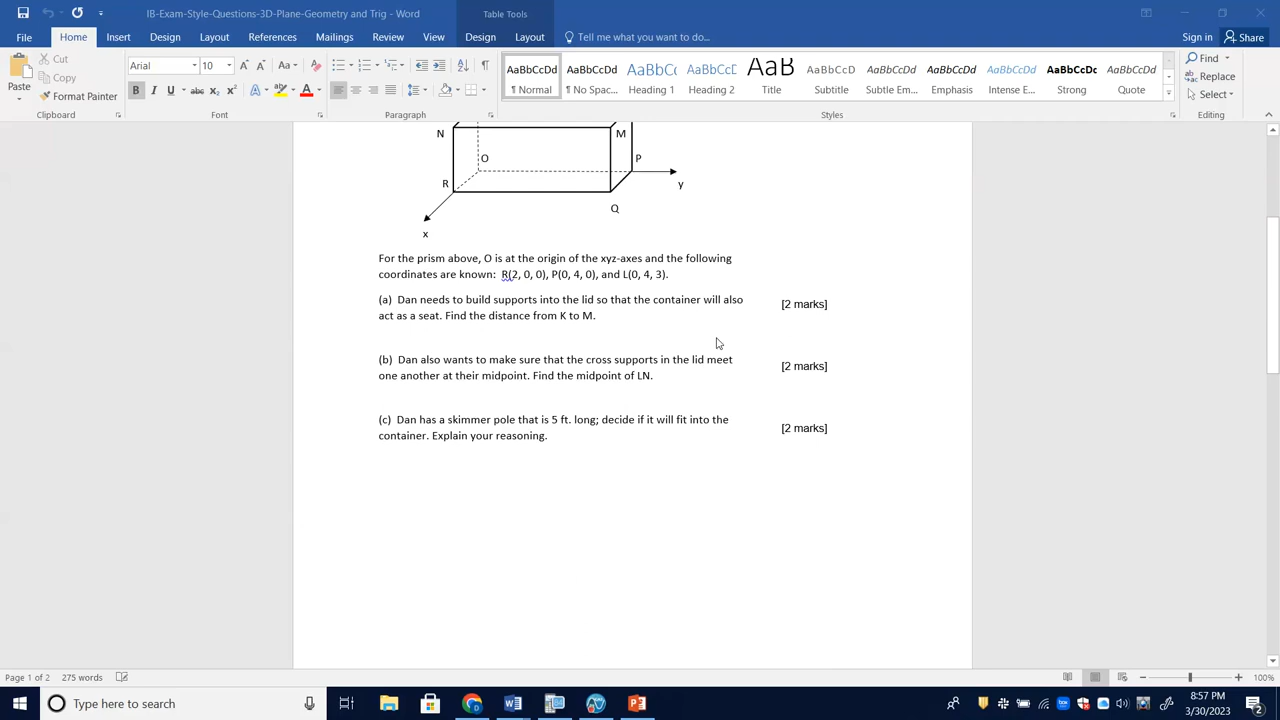 IB-Exam-Style-Questions-3D-Plane-Geometry and Trig - Word
Table Tools
Sign in
Share
File
Home
Insert
Design
Layout
References
Mailings
Review
View
Design
Layout
Tell me what you want to do...
Paste
Cut
Copy
Format Painter
Clipboard
Arial
10
Font
Paragraph
AaBbCcDd
¶ Normal
AaBbCcDd
¶ No Spac...
AaBbCc
Heading 1
AaBbCcD
Heading 2
AaB
Title
AaBbCcD
Subtitle
AaBbCcDd
Subtle Em...
AaBbCcDd
Emphasis
AaBbCcDd
Intense E...
AaBbCcDc
Strong
AaBbCcDd
Quote
Styles
Find
Replace
Select
Editing
N
M
O
P
R
y
Q
x
For the prism above, O is at the origin of the xyz-axes and the following
coordinates are known: R(2, 0, 0), P(0, 4, 0), and L(0, 4, 3).
(a) Dan needs to build supports into the lid so that the container will also
act as a seat. Find the distance from K to M.
[2 marks]
(b) Dan also wants to make sure that the cross supports in the lid meet
one another at their midpoint. Find the midpoint of LN.
[2 marks]
(c) Dan has a skimmer pole that is 5 ft. long; decide if it will fit into the
container. Explain your reasoning.
[2 marks]
Page 1 of 2
275 words
100%
Type here to search
8:57 PM
3/30/2023
2